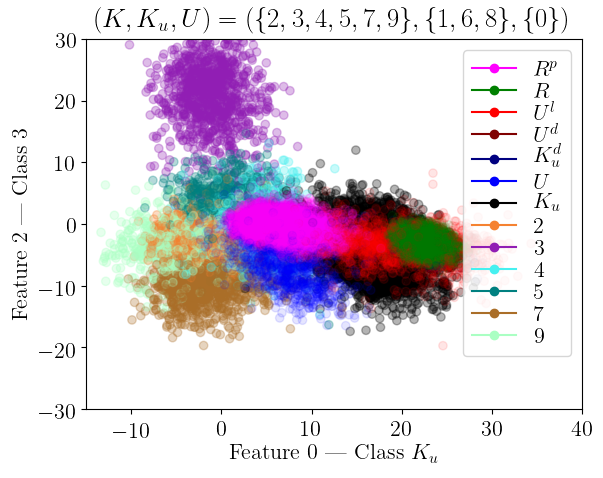 (K, K_u, U) = ({2, 3, 4, 5, 7, 9}, {1, 6, 8}, {0})
Feature 2 — Class 3
30
20
10
0
−10
−20
−30
−10
0
10
20
30
40
Feature 0 — Class K_u
R^p
R
U^l
U^d
K_u^d
U
K_u
2
3
4
5
7
9